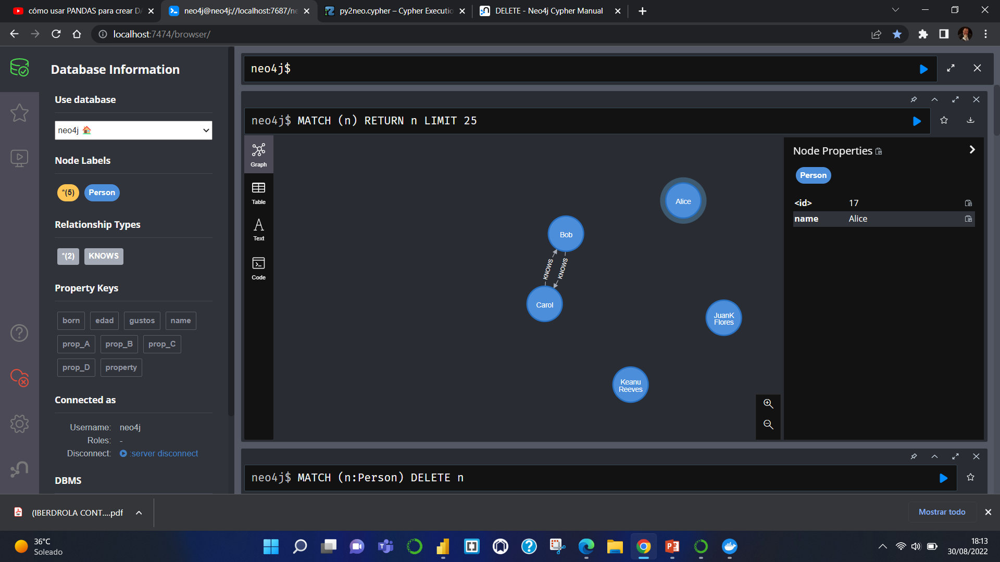 cómo usar PANDAS para crear DA
neo4j@neo4j://localhost:7687/ne
py2neo.cypher – Cypher Executio
DELETE - Neo4j Cypher Manual
localhost:7474/browser/
Database Information
Use database
neo4j
Node Labels
*(5) Person
Relationship Types
*(2) KNOWS
Property Keys
born edad gustos name
prop_A prop_B prop_C
prop_D property
Connected as
Username: neo4j
Roles: -
Disconnect: :server disconnect
DBMS
neo4j$
neo4j$ MATCH (n) RETURN n LIMIT 25
Graph
Table
Text
Code
Alice
Bob
KNOWS
KNOWS
Carol
JuanK
Flores
Keanu
Reeves
Node Properties
Person
<id> 17
name Alice
neo4j$ MATCH (n:Person) DELETE n
(IBERDROLA CONT....pdf
Mostrar todo
36°C
Soleado
18:13
30/08/2022